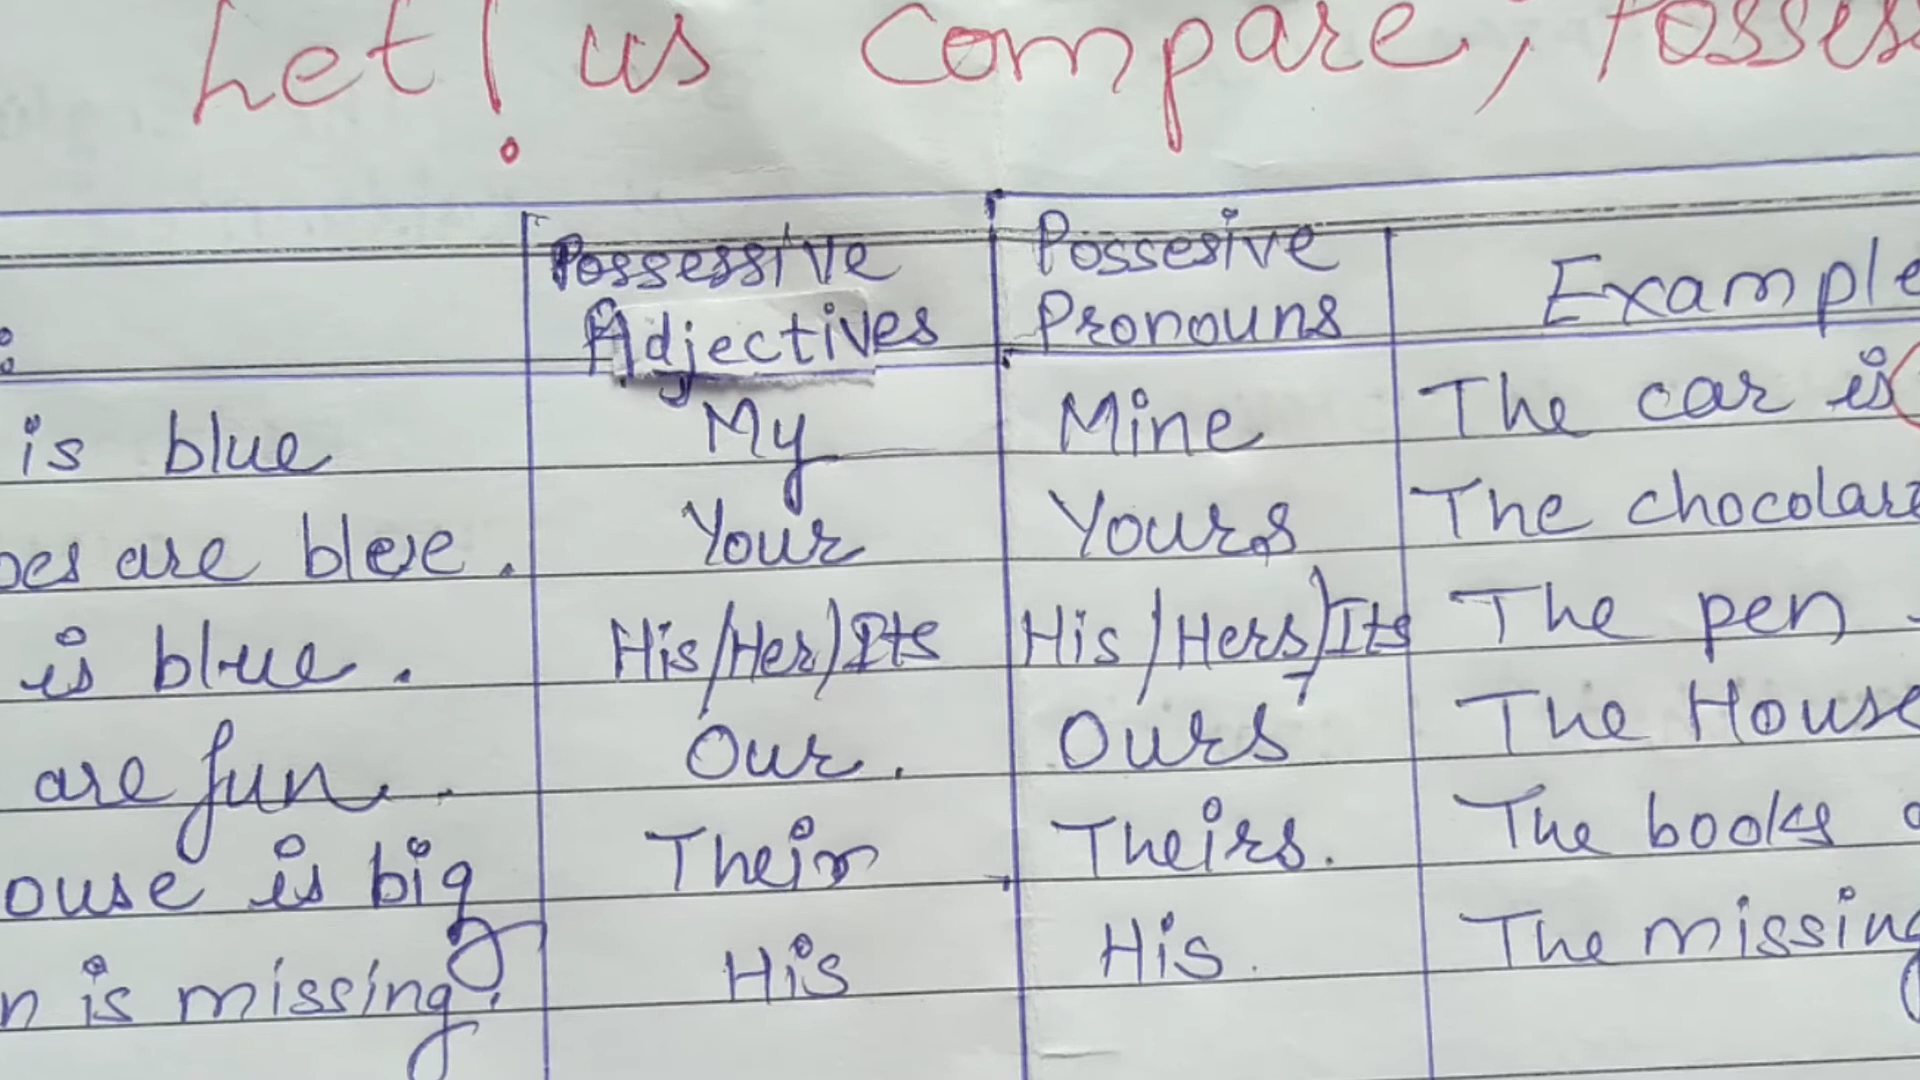 Let! us compare, Posses
Possessive Possesive
Adjectives Pronouns Example
is blue My Mine The car is
oes are blue. Your Yours The chocolate
is blue. His/Her/Its His/Hers/Its The pen
are fun. Our. Ours The House
ouse is big Their Theirs. The books
n is missing. His His. The missing